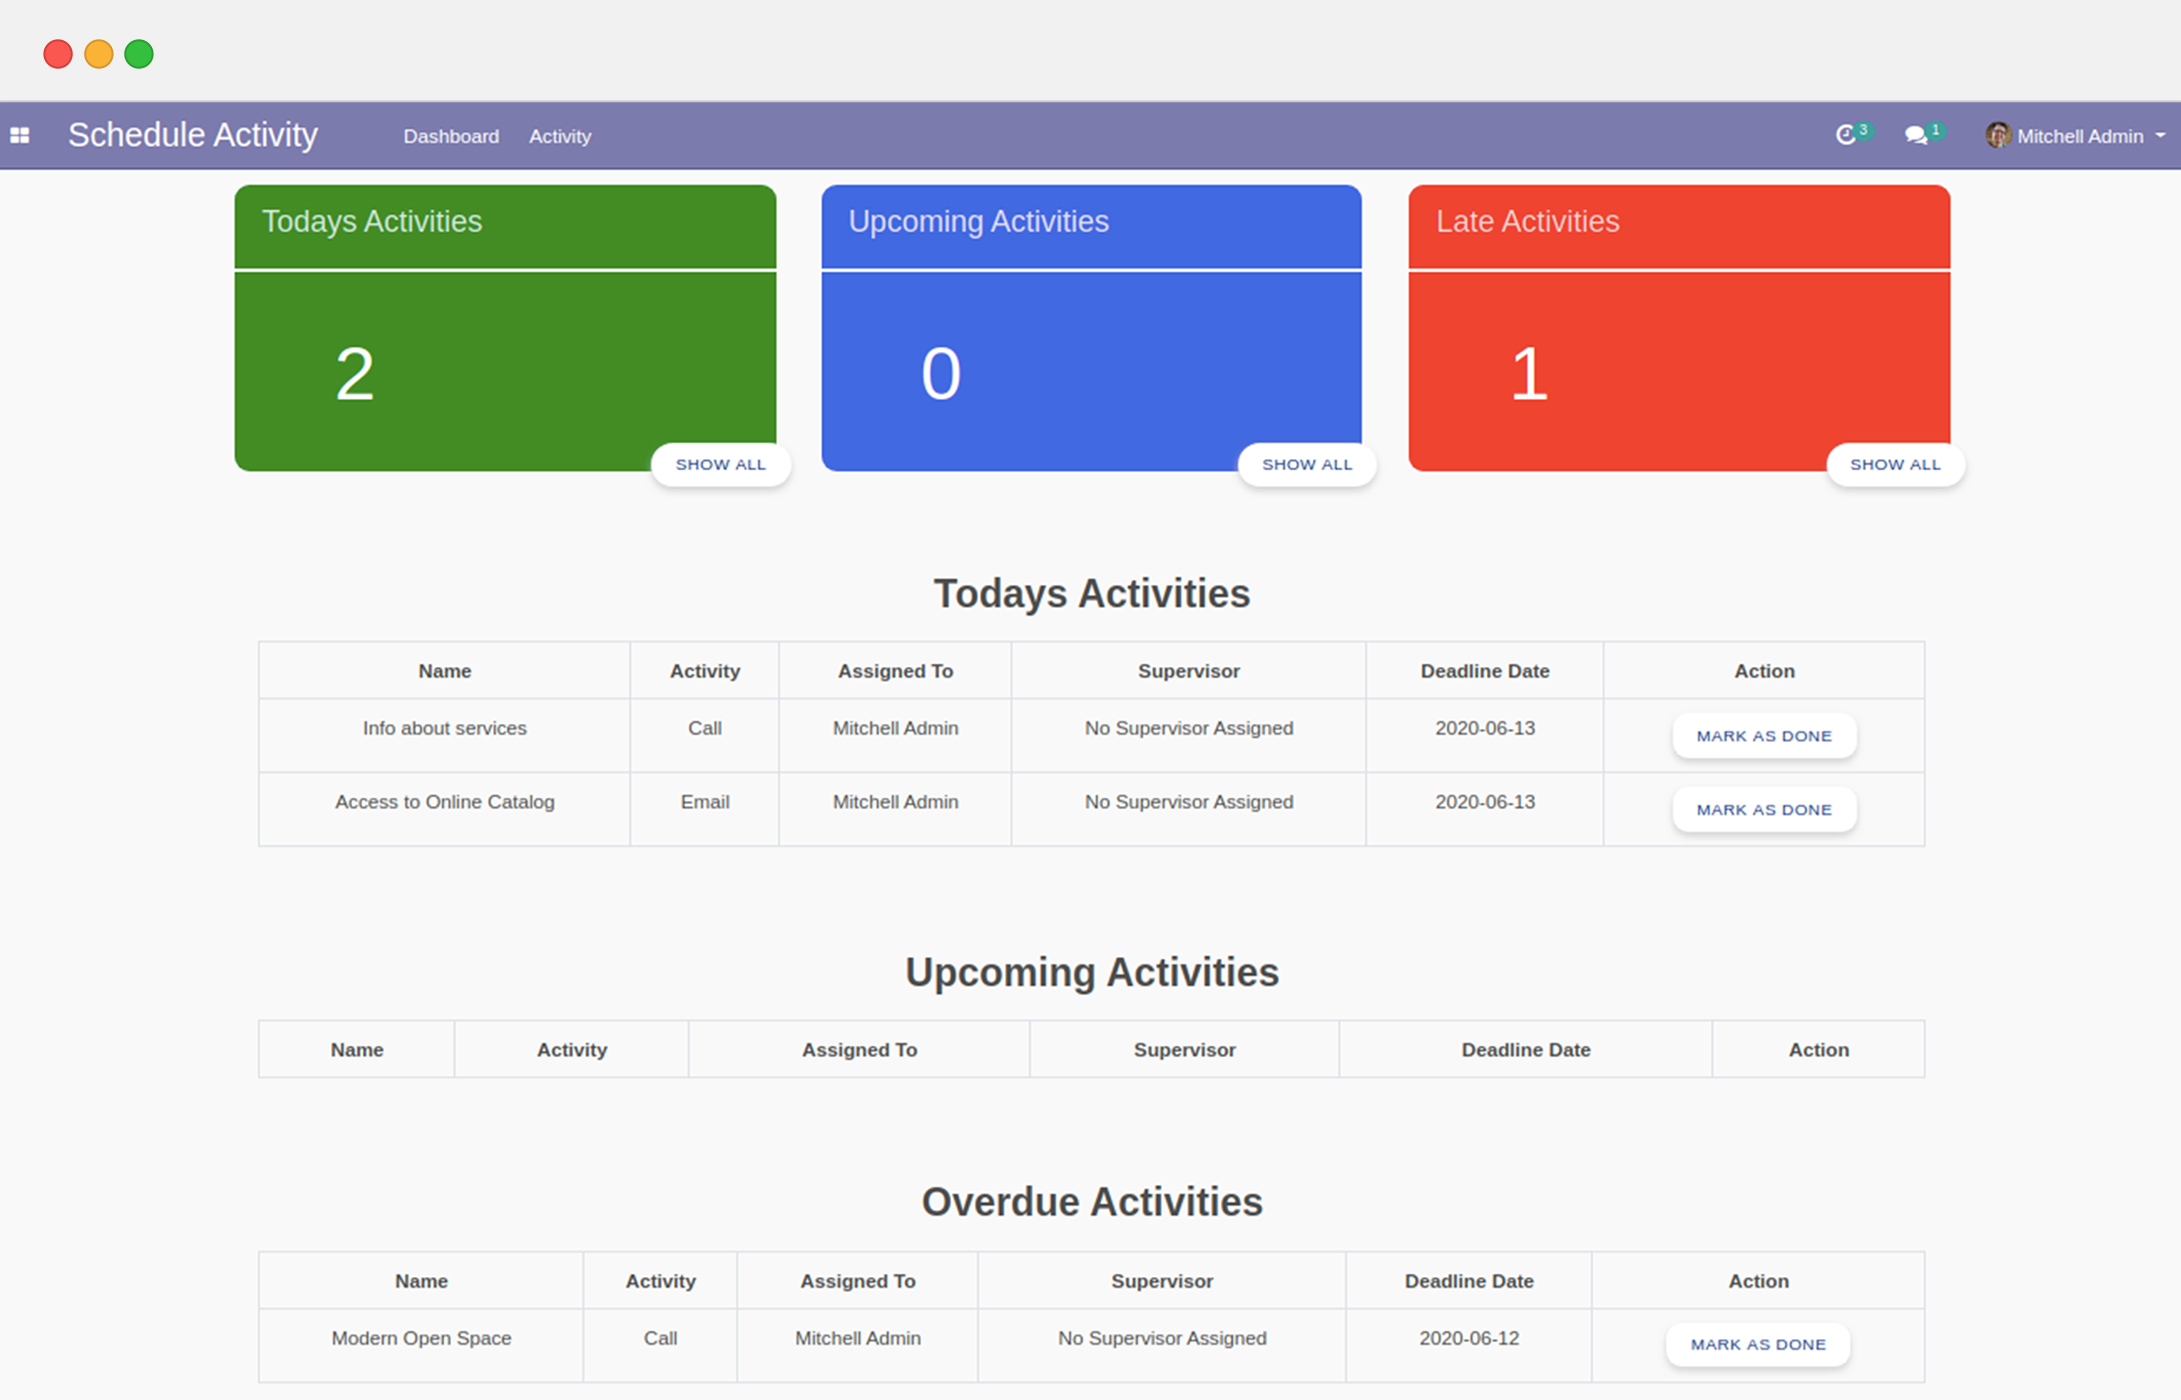 Schedule Activity Dashboard Activity 3 1 Mitchell Admin
Todays Activities Upcoming Activities Late Activities
2 0 1
SHOW ALL SHOW ALL SHOW ALL
Todays Activities
Name Activity Assigned To Supervisor Deadline Date Action
Info about services Call Mitchell Admin No Supervisor Assigned 2020-06-13 MARK AS DONE
Access to Online Catalog Email Mitchell Admin No Supervisor Assigned 2020-06-13 MARK AS DONE
Upcoming Activities
Name Activity Assigned To Supervisor Deadline Date Action
Overdue Activities
Name Activity Assigned To Supervisor Deadline Date Action
Modern Open Space Call Mitchell Admin No Supervisor Assigned 2020-06-12 MARK AS DONE